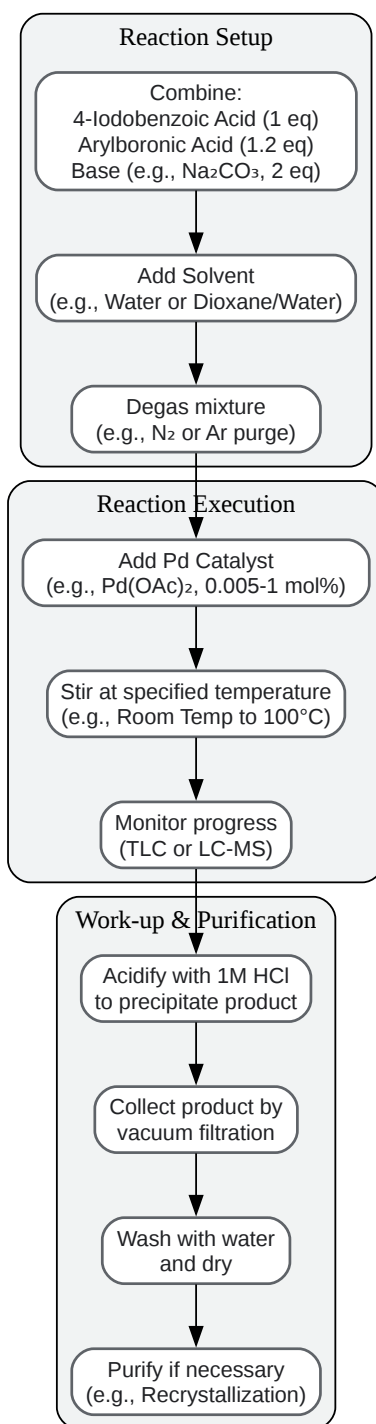 Reaction Setup
Combine:
4-Iodobenzoic Acid (1 eq)
Arylboronic Acid (1.2 eq)
Base (e.g., Na₂CO₃, 2 eq)
Add Solvent
(e.g., Water or Dioxane/Water)
Degas mixture
(e.g., N₂ or Ar purge)
Reaction Execution
Add Pd Catalyst
(e.g., Pd(OAc)₂, 0.005-1 mol%)
Stir at specified temperature
(e.g., Room Temp to 100°C)
Monitor progress
(TLC or LC-MS)
Work-up & Purification
Acidify with 1M HCl
to precipitate product
Collect product by
vacuum filtration
Wash with water
and dry
Purify if necessary
(e.g., Recrystallization)